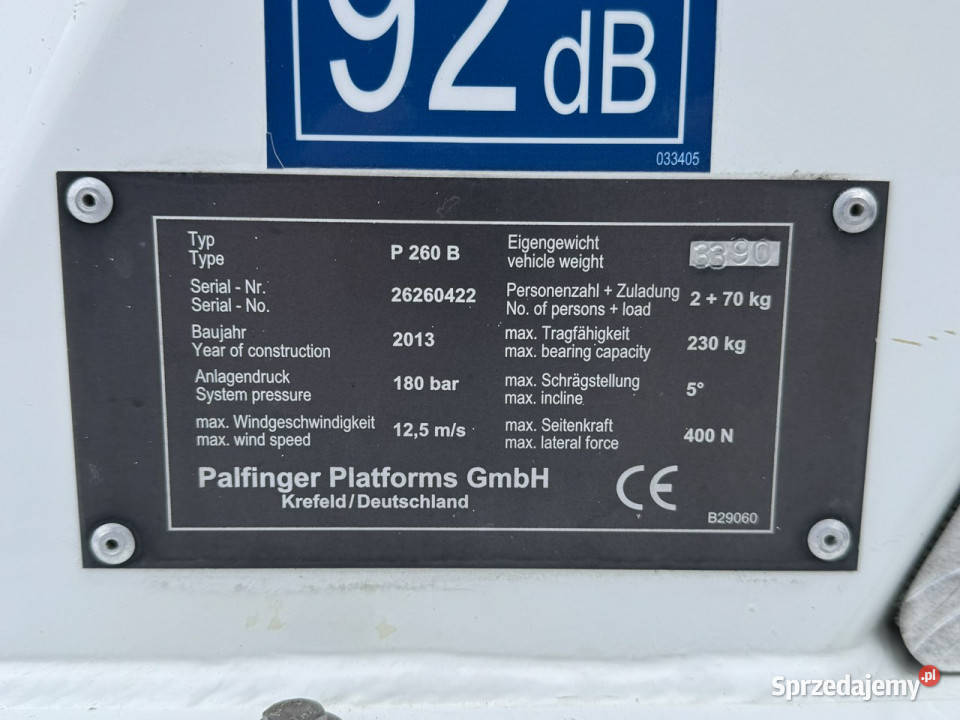 92 dB
033405
Typ
Type
P 260 B
Serial - Nr.
Serial - No.
26260422
Baujahr
Year of construction
2013
Anlagendruck
System pressure
180 bar
max. Windgeschwindigkeit
max. wind speed
12,5 m/s
Eigengewicht
vehicle weight
3390
Personenzahl + Zuladung
No. of persons + load
2 + 70 kg
max. Tragfähigkeit
max. bearing capacity
230 kg
max. Schrägstellung
max. incline
5°
max. Seitenkraft
max. lateral force
400 N
Palfinger Platforms GmbH
Krefeld/Deutschland
CE
B29060
Sprzedajemy.pl